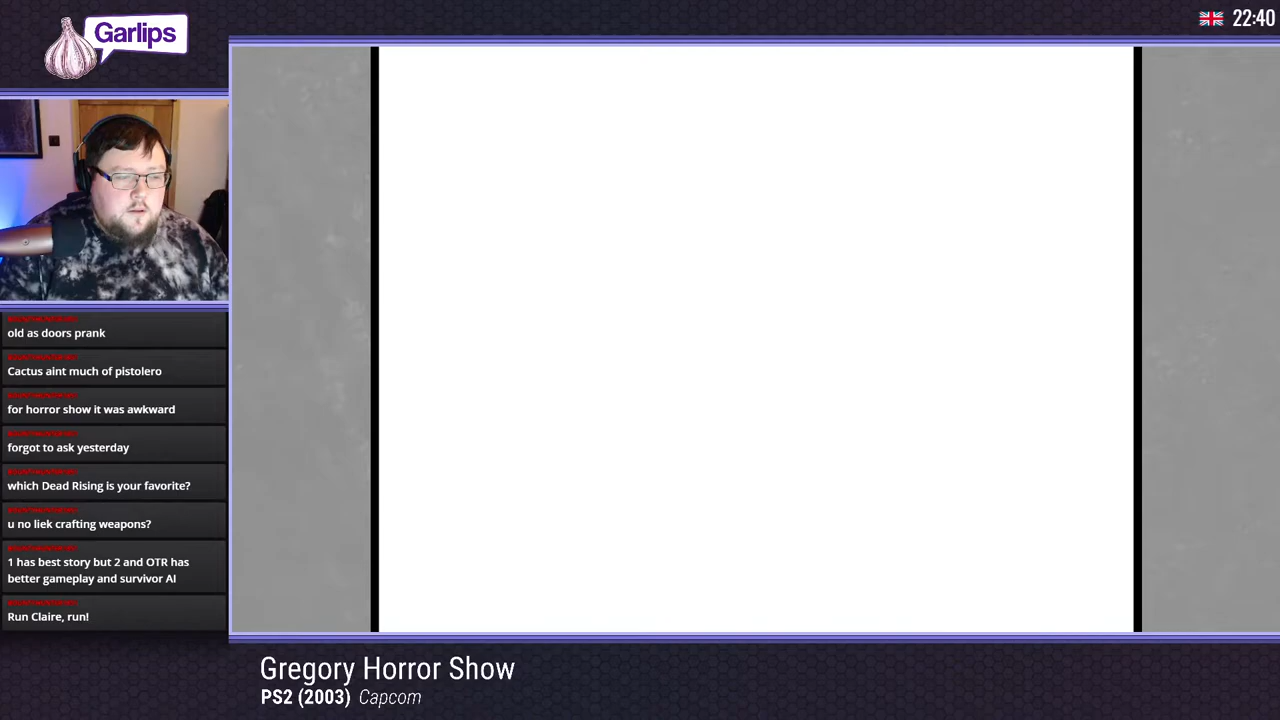 Garlips
22:40
old as doors prank
Cactus aint much of pistolero
for horror show it was awkward
forgot to ask yesterday
which Dead Rising is your favorite?
u no liek crafting weapons?
1 has best story but 2 and OTR has
better gameplay and survivor AI
Run Claire, run!
Gregory Horror Show
PS2 (2003) Capcom